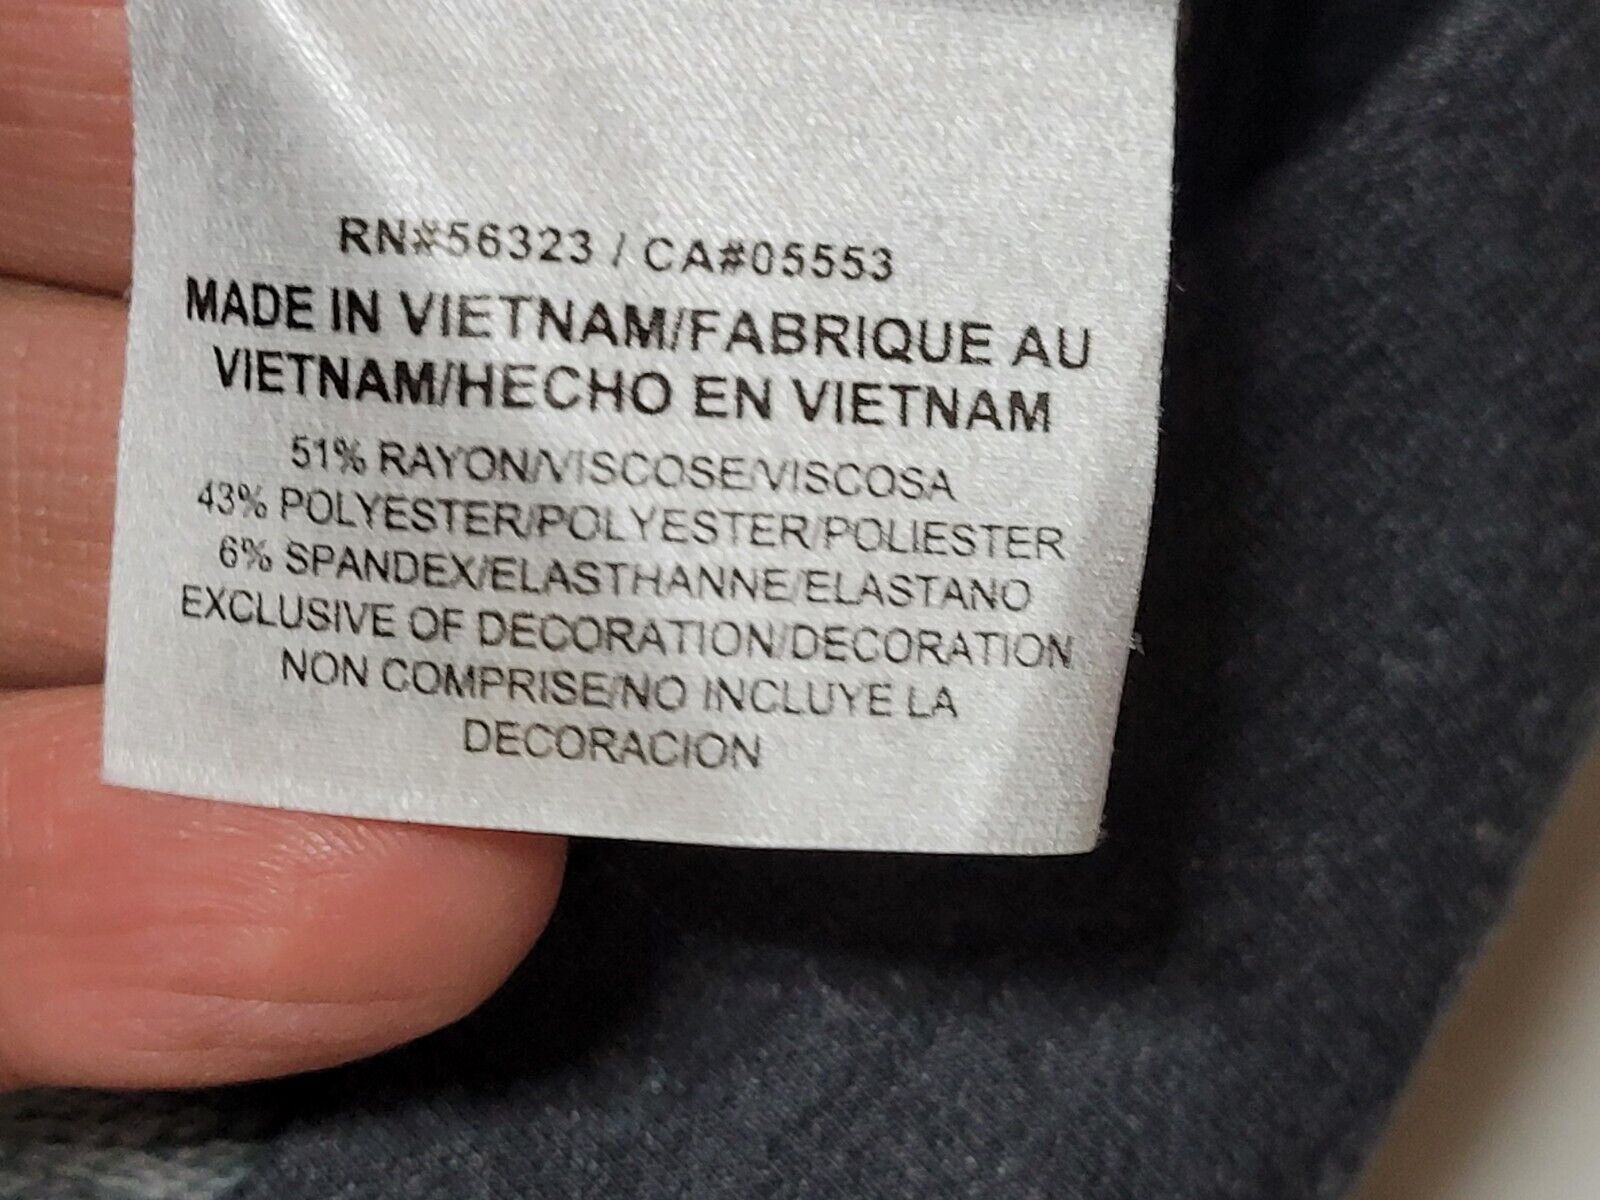 RN#56323 / CA#05553
MADE IN VIETNAM/FABRIQUE AU
VIETNAM/HECHO EN VIETNAM
51% RAYON/VISCOSE/VISCOSA
43% POLYESTER/POLYESTER/POLIESTER
6% SPANDEX/ELASTHANNE/ELASTANO
EXCLUSIVE OF DECORATION/DECORATION
NON COMPRISE/NO INCLUYE LA
DECORACION